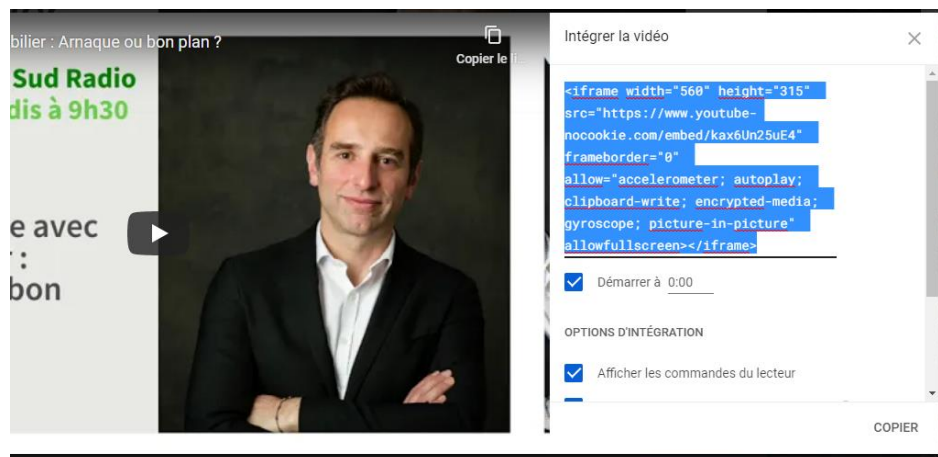 bilier : Arnaque ou bon plan ?
Copier le
Sud Radio
dis à 9h30
e avec
:
bon
Intégrer la vidéo
<iframe width="560" height="315"
src="https://www.youtube-
nocookie.com/embed/kax6Un25uE4"
frameborder="0"
allow="accelerometer; autoplay;
clipboard-write; encrypted-media;
gyroscope; picture-in-picture"
allowfullscreen></iframe>
Démarrer à 0:00
OPTIONS D'INTÉGRATION
Afficher les commandes du lecteur
COPIER